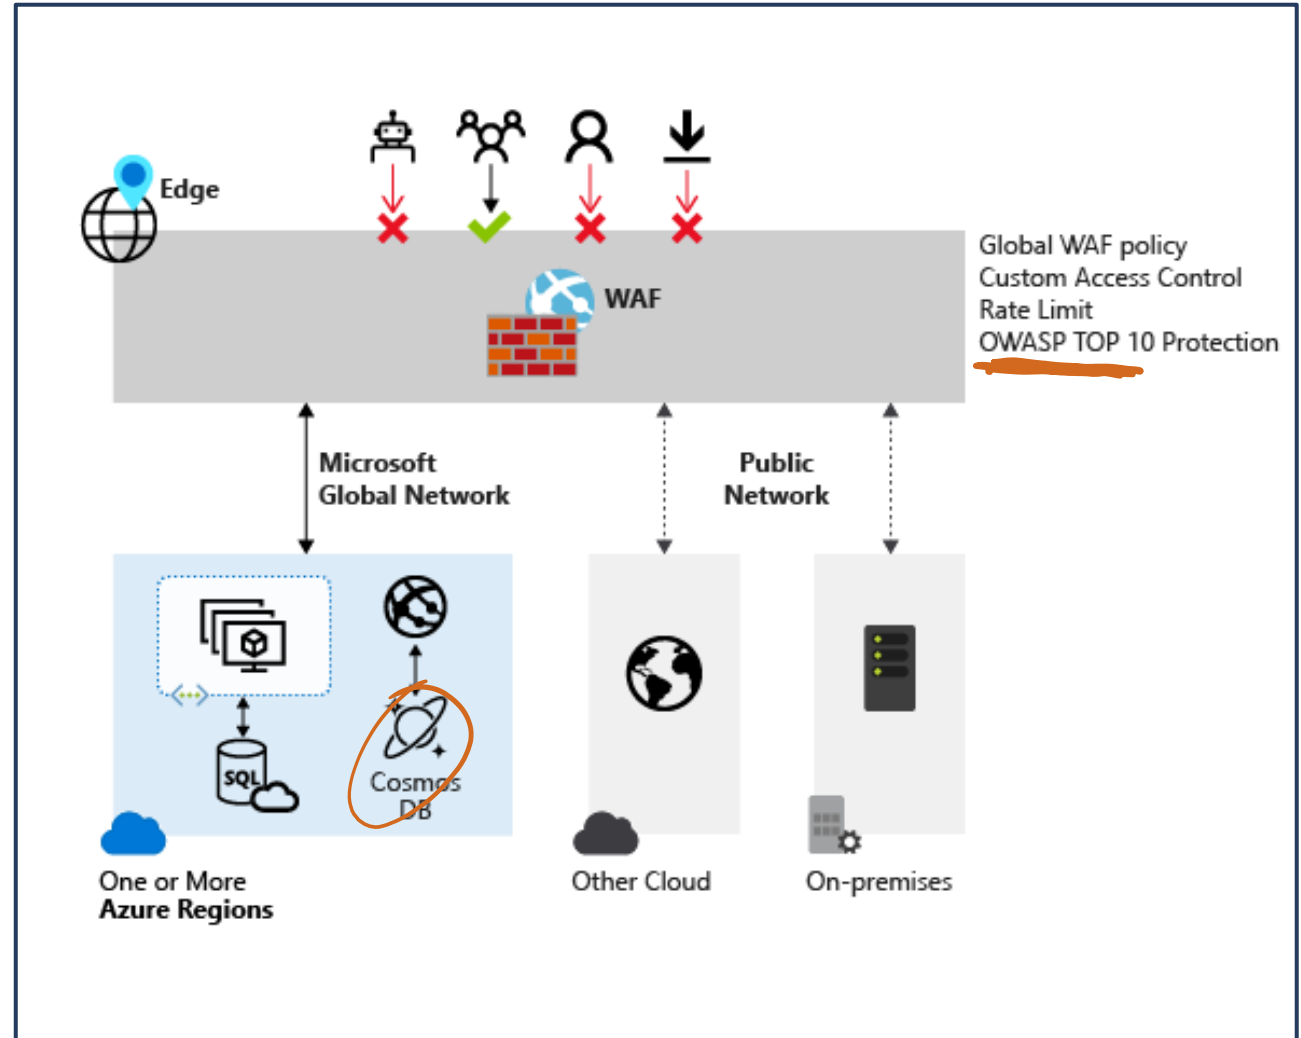 Edge
Global WAF policy
Custom Access Control
Rate Limit
OWASP TOP 10 Protection
WAF
Microsoft
Global Network
Public
Network
SQL
Cosmos
DB
One or More
Azure Regions
Other Cloud
On-premises